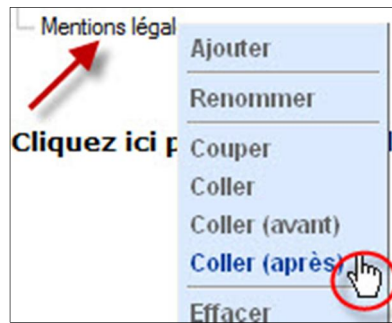 Mentions légal
Ajouter
Renommer
Cliquez ici p
Couper
Coller
Coller (avant)
Coller (après)
Effacer